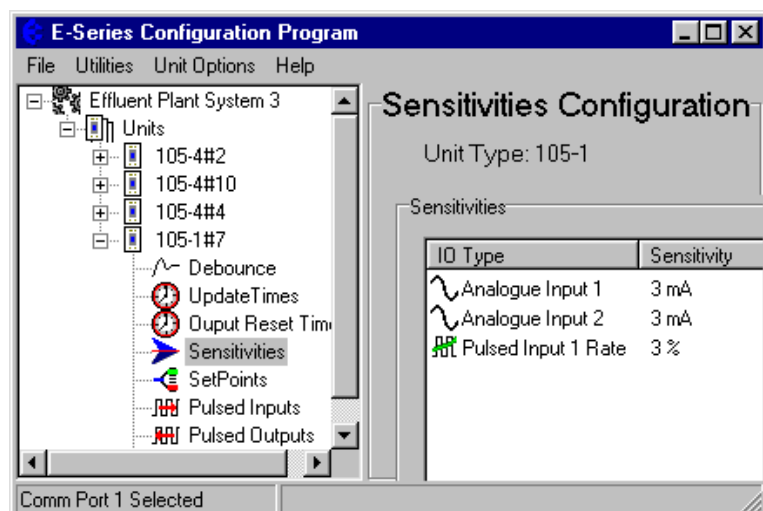 E-Series Configuration Program
File Utilities Unit Options Help
Effluent Plant System 3
Units
105-4#2
105-4#10
105-4#4
105-1#7
Debounce
UpdateTimes
Ouput Reset Tim
Sensitivities
SetPoints
Pulsed Inputs
Pulsed Outputs
Sensitivities Configuration
Unit Type: 105-1
Sensitivities
IO Type Sensitivity
Analogue Input 1 3 mA
Analogue Input 2 3 mA
Pulsed Input 1 Rate 3 %
Comm Port 1 Selected